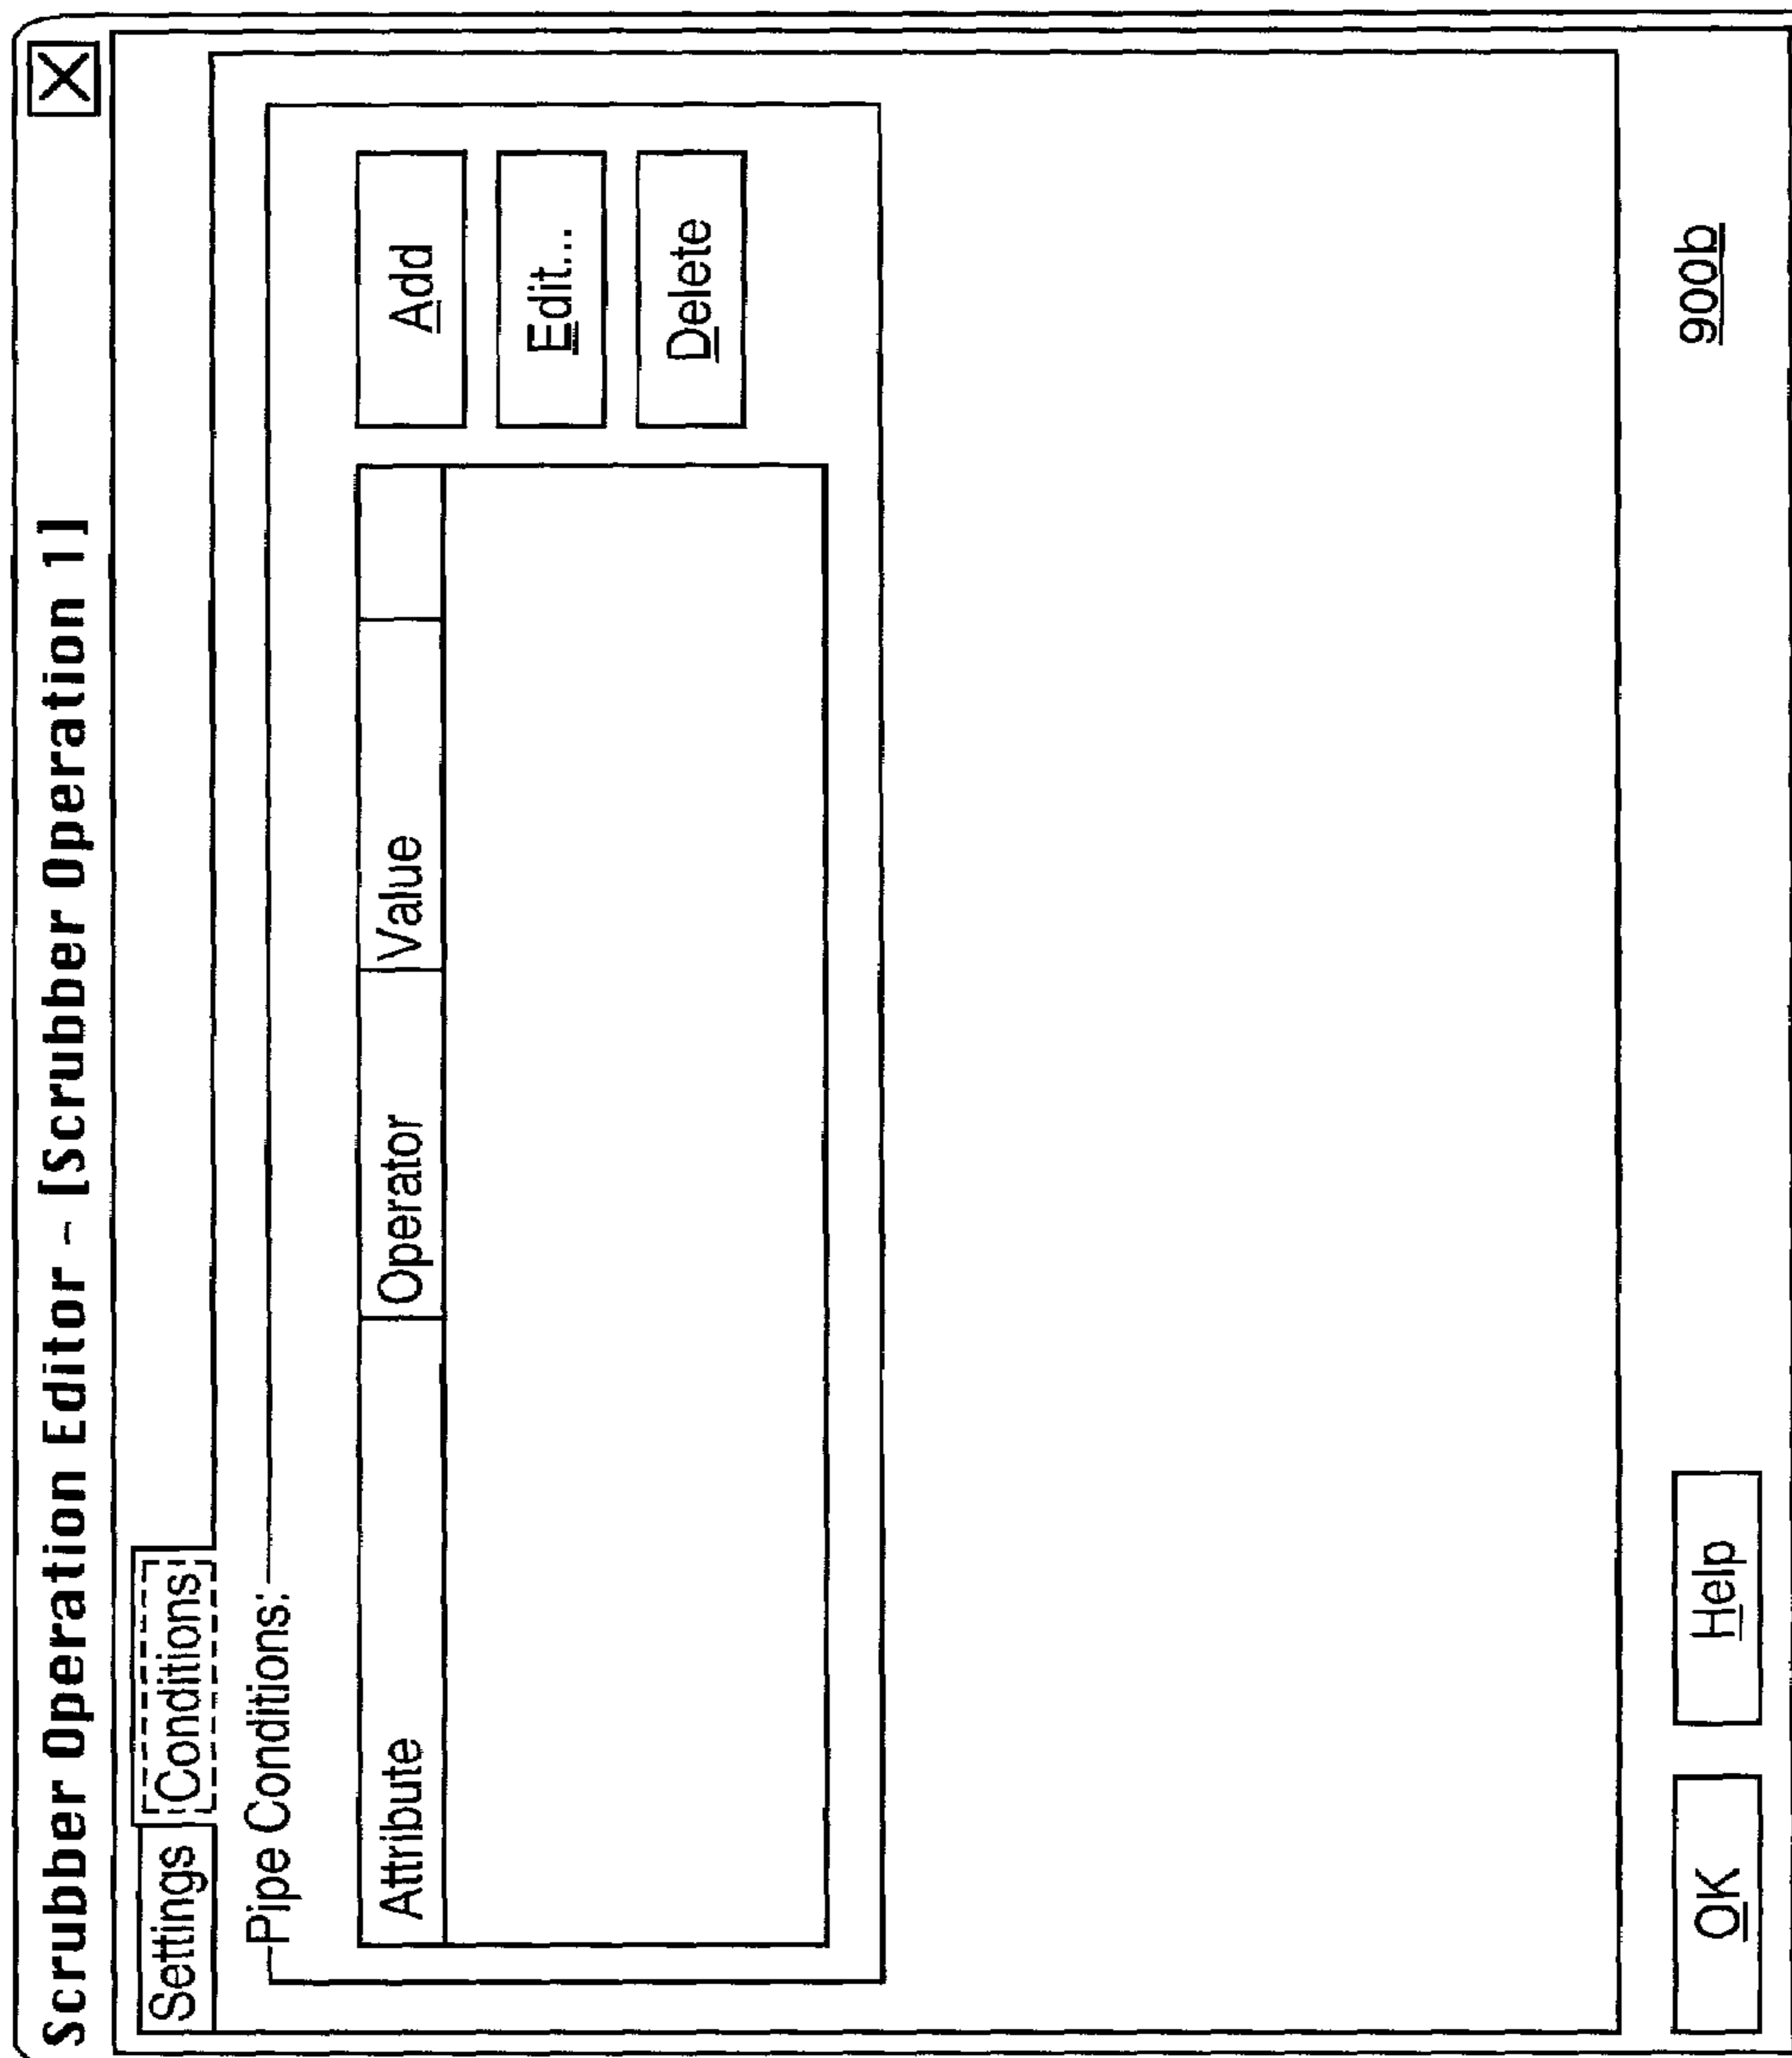 Scrubber Operation Editor – [Scrubber Operation 1]
Settings Conditions
Pipe Conditions:
Attribute Operator Value
Add
Edit...
Delete
OK Help
900b